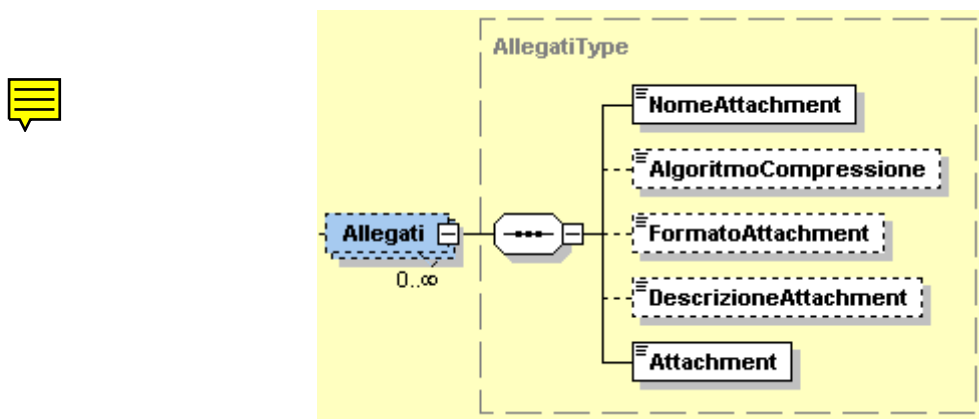 AllegatiType
NomeAttachment
AlgoritmoCompressione
Allegati
FormatoAttachment
0..∞
DescrizioneAttachment
Attachment